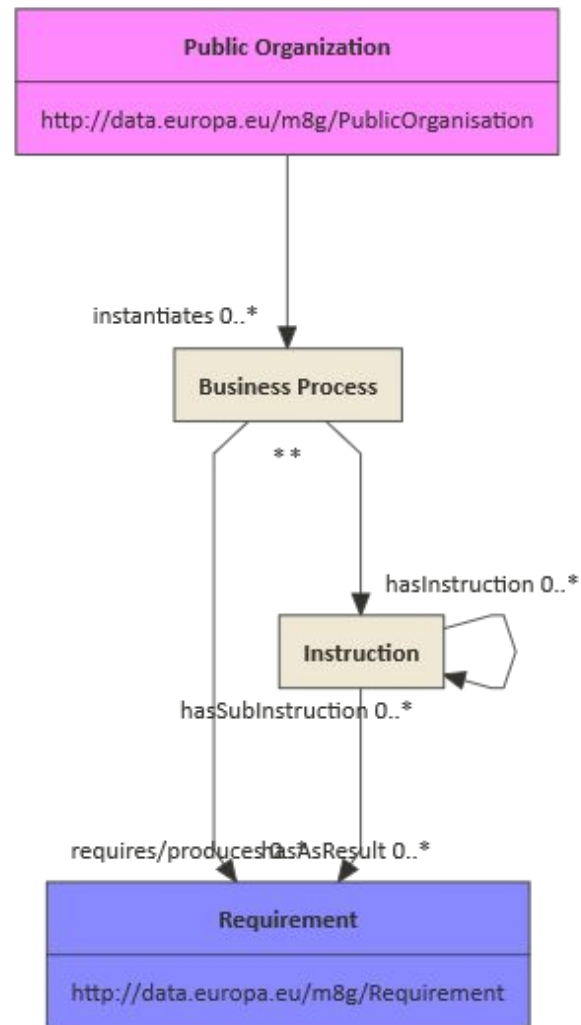 Public Organization
http://data.europa.eu/m8g/PublicOrganisation
instantiates 0..*
Business Process
* *
hasInstruction 0..*
Instruction
hasSubInstruction 0..*
requires/produces 0..*
hasAsResult 0..*
Requirement
http://data.europa.eu/m8g/Requirement